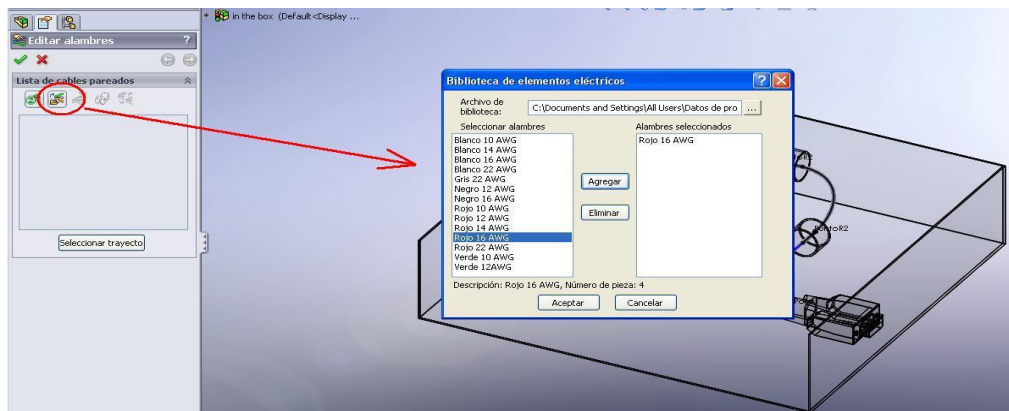 in the box (Default<Display ...
Editar alambres ?
Lista de cables pareados
Seleccionar trayecto
Biblioteca de elementos eléctricos
Archivo de
biblioteca:
C:\Documents and Settings\All Users\Datos de pro ...
Seleccionar alambres
Blanco 10 AWG
Blanco 14 AWG
Blanco 16 AWG
Blanco 22 AWG
Gris 22 AWG
Negro 12 AWG
Negro 16 AWG
Rojo 10 AWG
Rojo 12 AWG
Rojo 14 AWG
Rojo 16 AWG
Rojo 22 AWG
Verde 10 AWG
Verde 12AWG
Agregar
Eliminar
Alambres seleccionados
Rojo 16 AWG
Descripción: Rojo 16 AWG, Número de pieza: 4
Aceptar
Cancelar